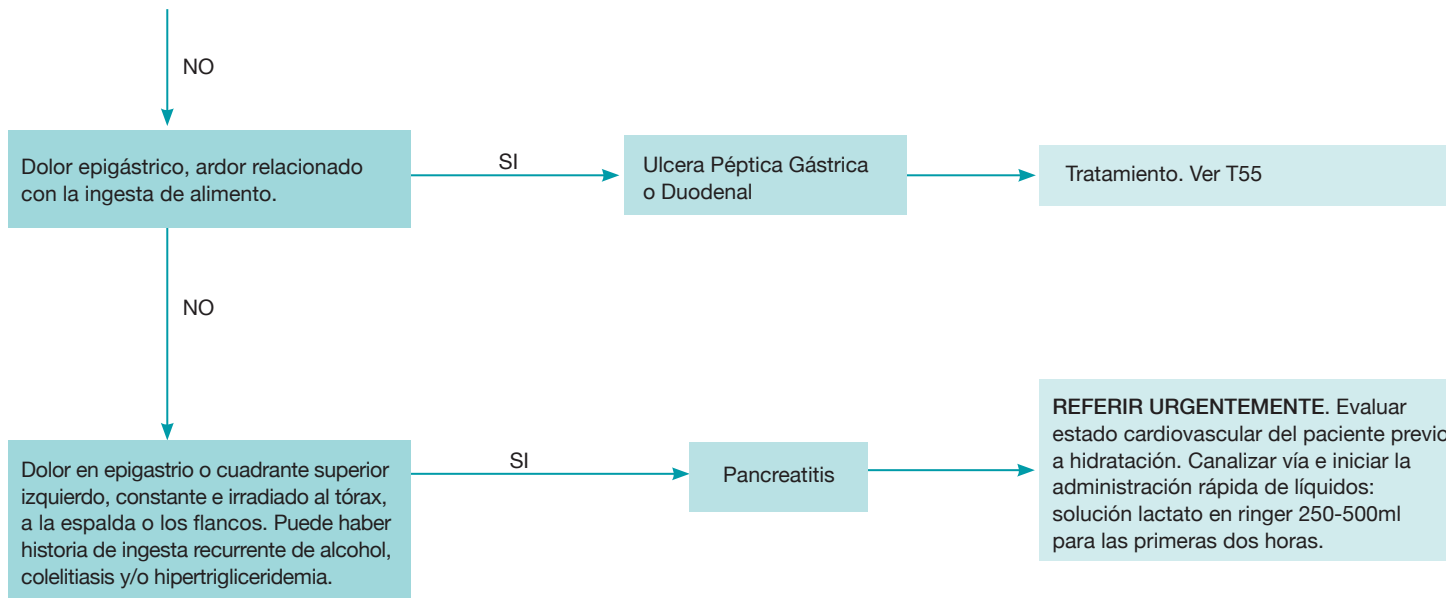 NO
Dolor epigástrico, ardor relacionado
con la ingesta de alimento.
SI
Ulcera Péptica Gástrica
o Duodenal
Tratamiento. Ver T55
NO
Dolor en epigastrio o cuadrante superior
izquierdo, constante e irradiado al tórax,
a la espalda o los flancos. Puede haber
historia de ingesta recurrente de alcohol,
colelitiasis y/o hipertrigliceridemia.
SI
Pancreatitis
REFERIR URGENTEMENTE. Evaluar
estado cardiovascular del paciente previo
a hidratación. Canalizar vía e iniciar la
administración rápida de líquidos:
solución lactato en ringer 250-500ml
para las primeras dos horas.